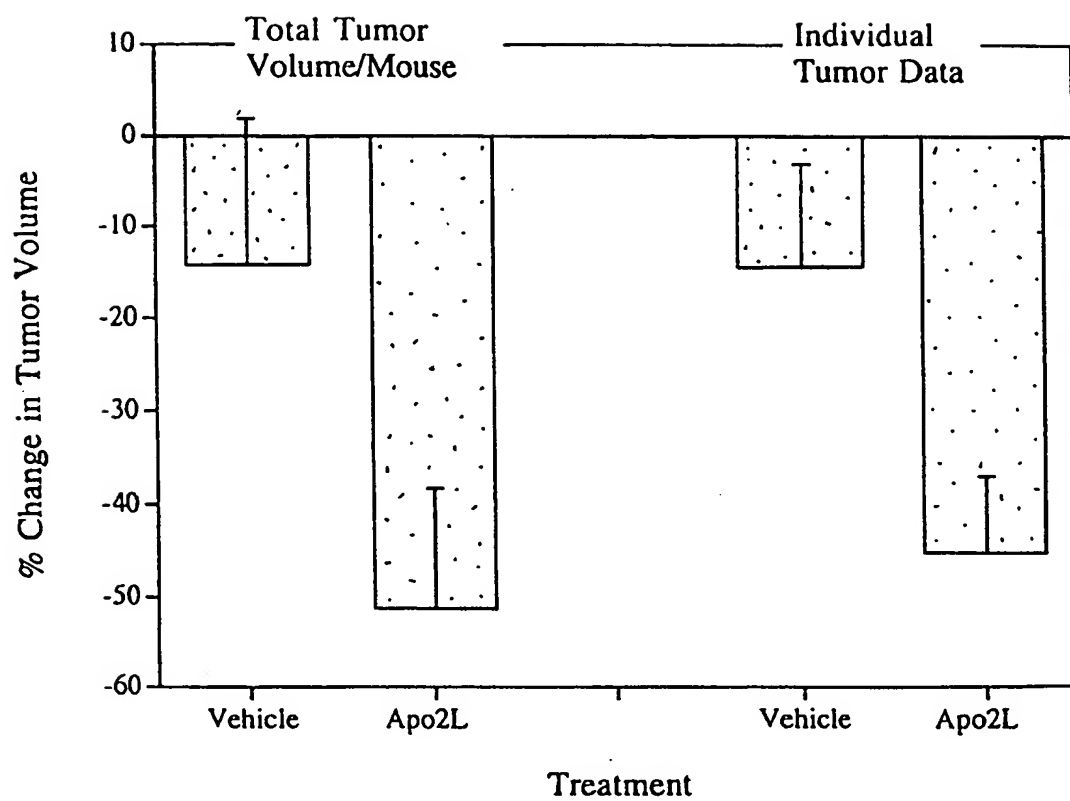 Total Tumor
Volume/Mouse
Individual
Tumor Data
10
0
-10
-20
-30
-40
-50
-60
% Change in Tumor Volume
Vehicle
Apo2L
Vehicle
Apo2L
Treatment